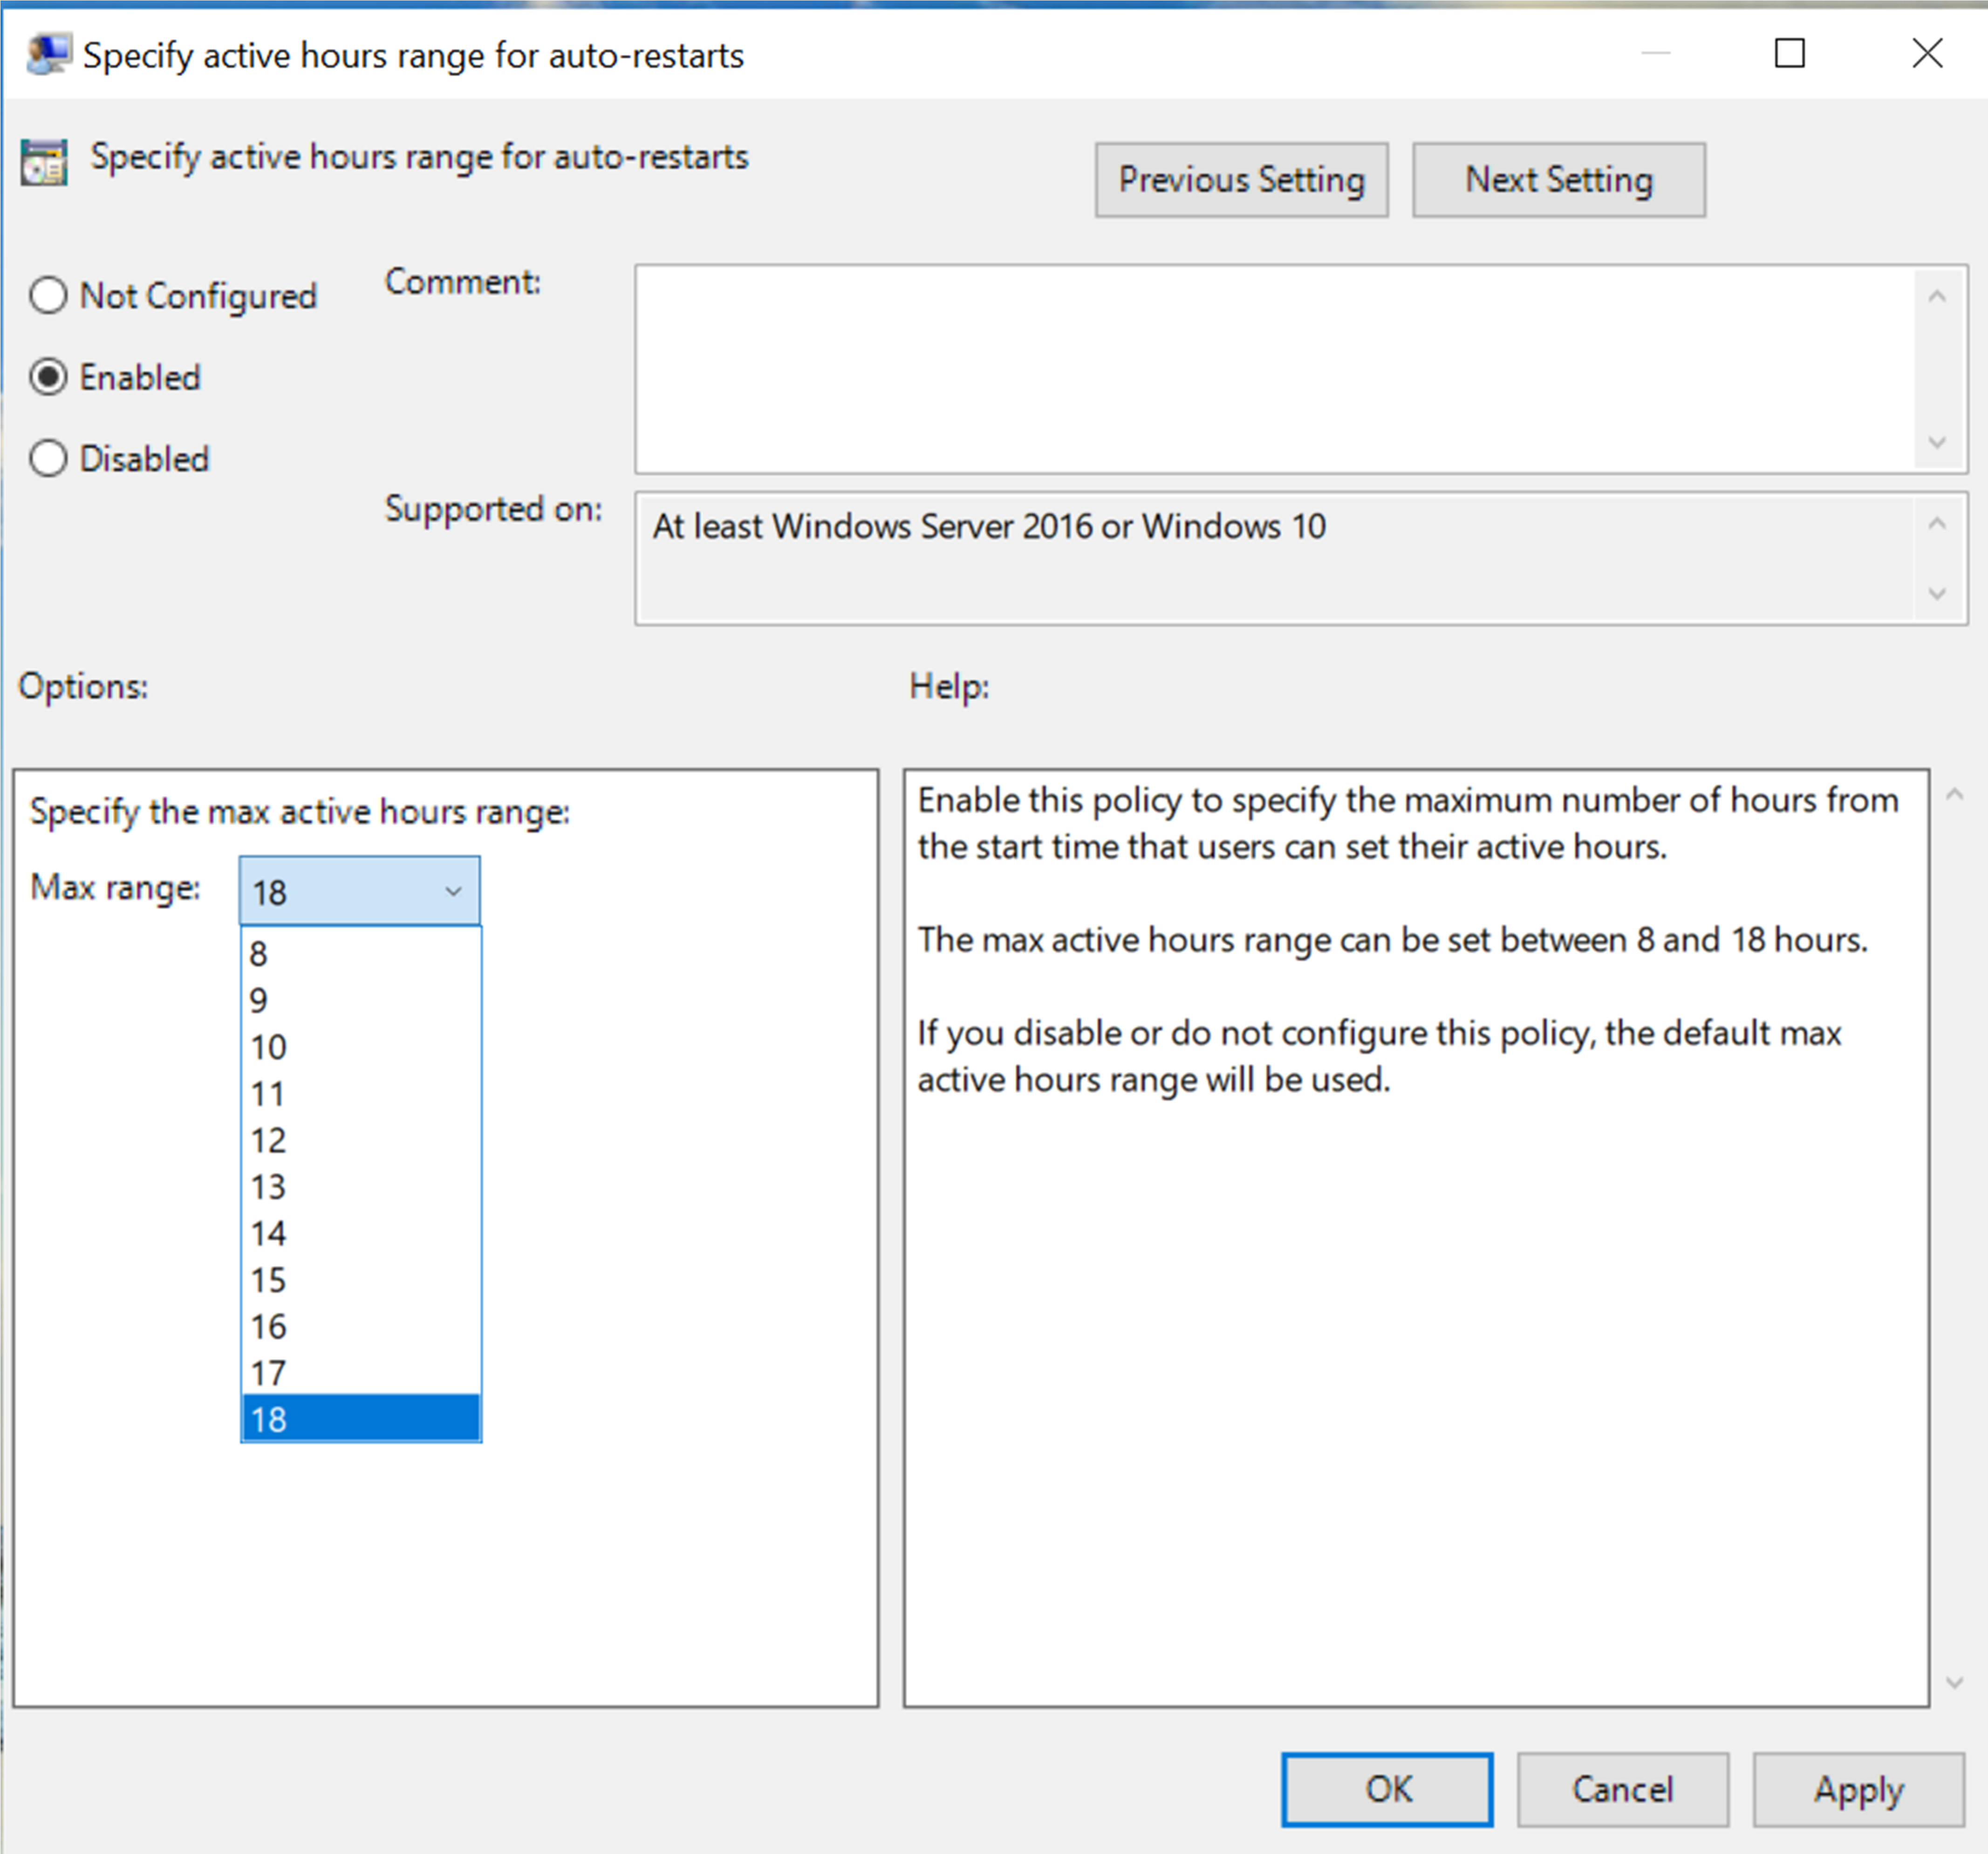 Specify active hours range for auto-restarts
Specify active hours range for auto-restarts
Previous Setting
Next Setting
Not Configured
Enabled
Disabled
Comment:
Supported on:
At least Windows Server 2016 or Windows 10
Options:
Help:
Specify the max active hours range:
Max range:
18
8
9
10
11
12
13
14
15
16
17
18
Enable this policy to specify the maximum number of hours from
the start time that users can set their active hours.
The max active hours range can be set between 8 and 18 hours.
If you disable or do not configure this policy, the default max
active hours range will be used.
OK
Cancel
Apply